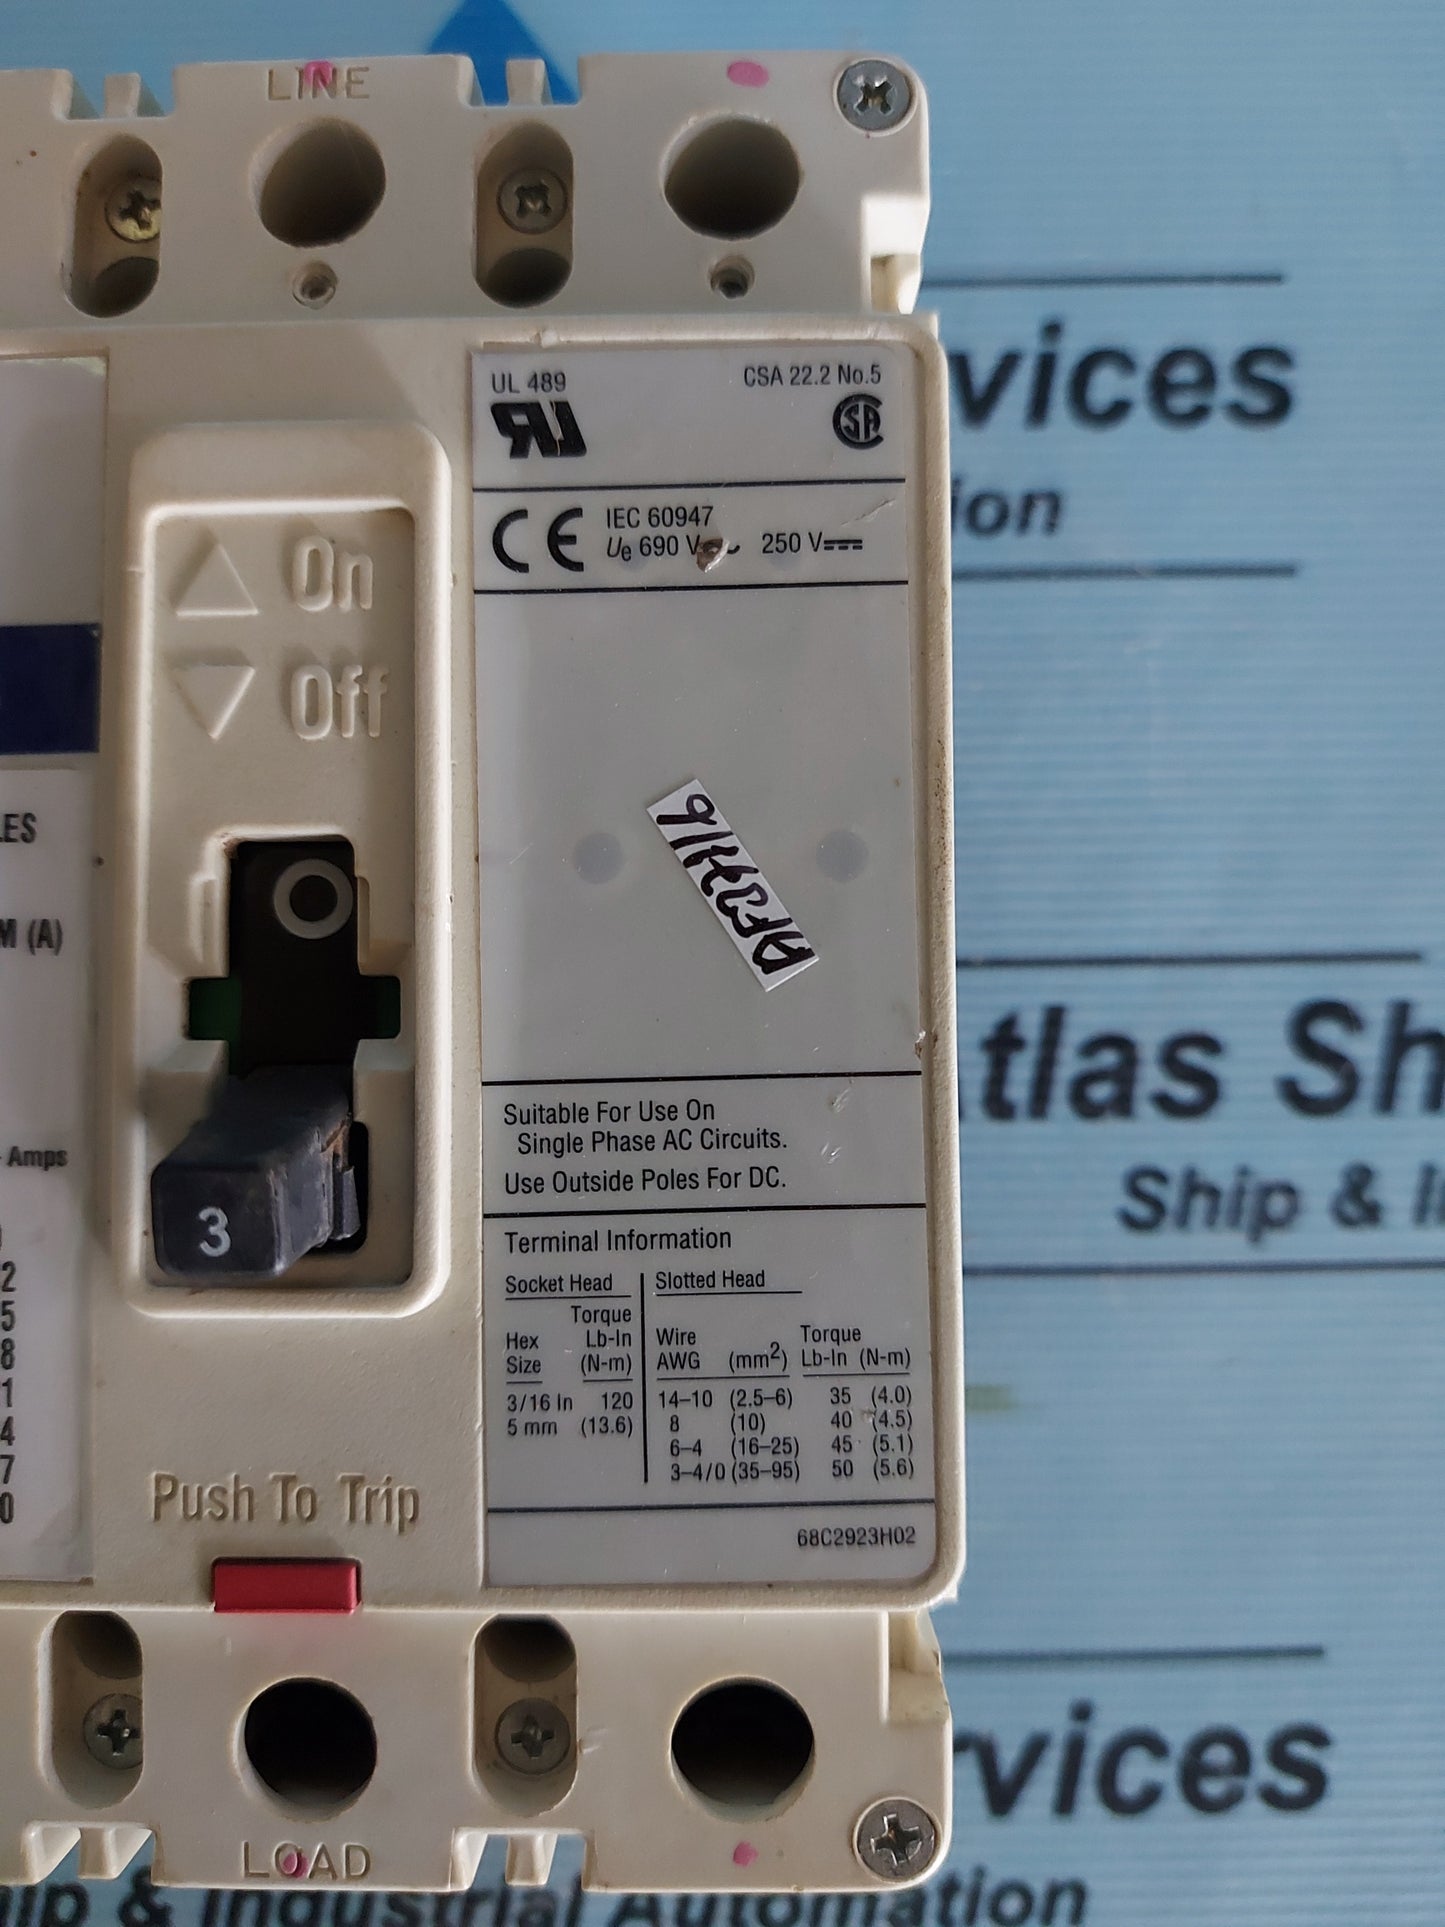 LINE
UL 489
CSA 22.2 No.5
CE
IEC 60947
Ue 690 V 250 V
On
Off
LES
M (A)
Amps
2
5
8
1
4
7
0
3
Suitable For Use On
Single Phase AC Circuits.
Use Outside Poles For DC.
Terminal Information
Socket Head Slotted Head
Torque
Hex Lb-In Wire Torque
Size (N-m) AWG (mm²) Lb-In (N-m)
3/16 In 120 14–10 (2.5–6) 35 (4.0)
5 mm (13.6) 8 (10) 40 (4.5)
6–4 (16–25) 45 (5.1)
3–4/0 (35–95) 50 (5.6)
68C2923H02
Push To Trip
LOAD
vices
ion
tlas Sh
Ship & I
rvices
ip & Industrial Automation